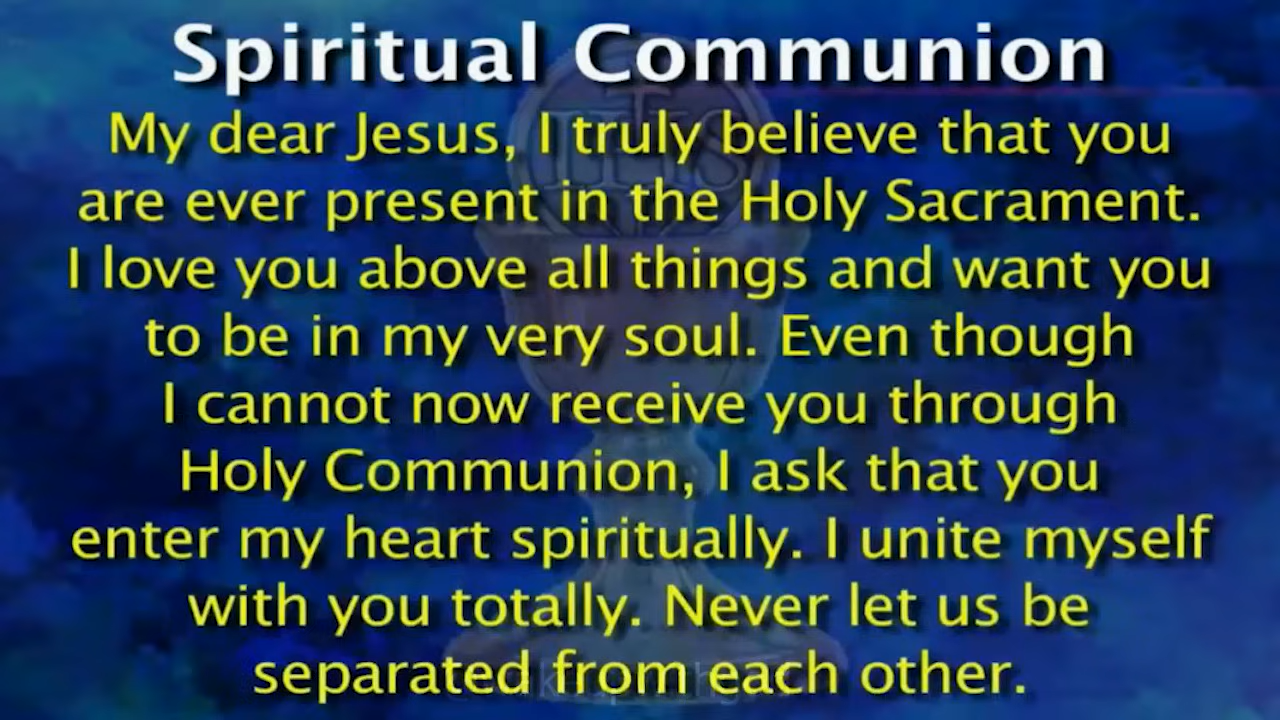 Spiritual Communion
My dear Jesus, I truly believe that you
are ever present in the Holy Sacrament.
I love you above all things and want you
to be in my very soul. Even though
I cannot now receive you through
Holy Communion, I ask that you
enter my heart spiritually. I unite myself
with you totally. Never let us be
separated from each other.